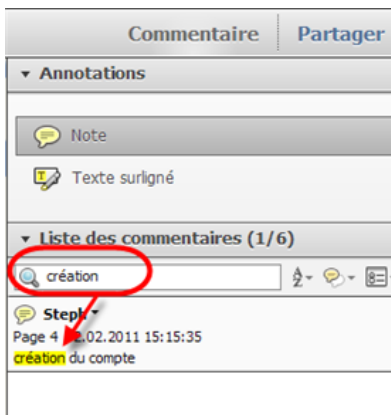 Commentaire Partager
Annotations
Note
Texte surligné
Liste des commentaires (1/6)
création
Steph
Page 4 2.02.2011 15:15:35
création du compte